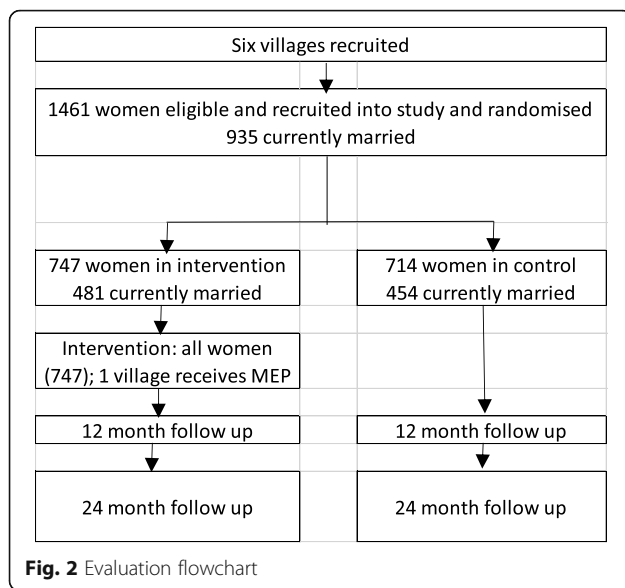 Six villages recruited
1461 women eligible and recruited into study and randomised
935 currently married
747 women in intervention
481 currently married
714 women in control
454 currently married
Intervention: all women
(747); 1 village receives MEP
12 month follow up
12 month follow up
24 month follow up
24 month follow up
Fig. 2 Evaluation flowchart